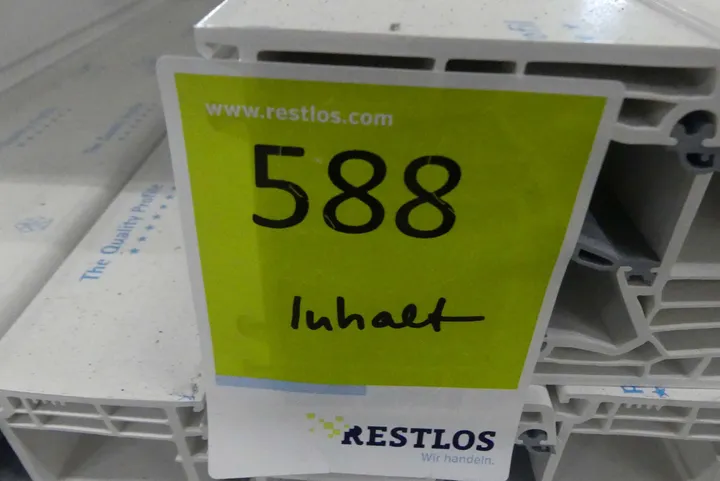 www.restlos.com
588
Inhalt
RESTLOS
Wir handeln.
The Quality Profile